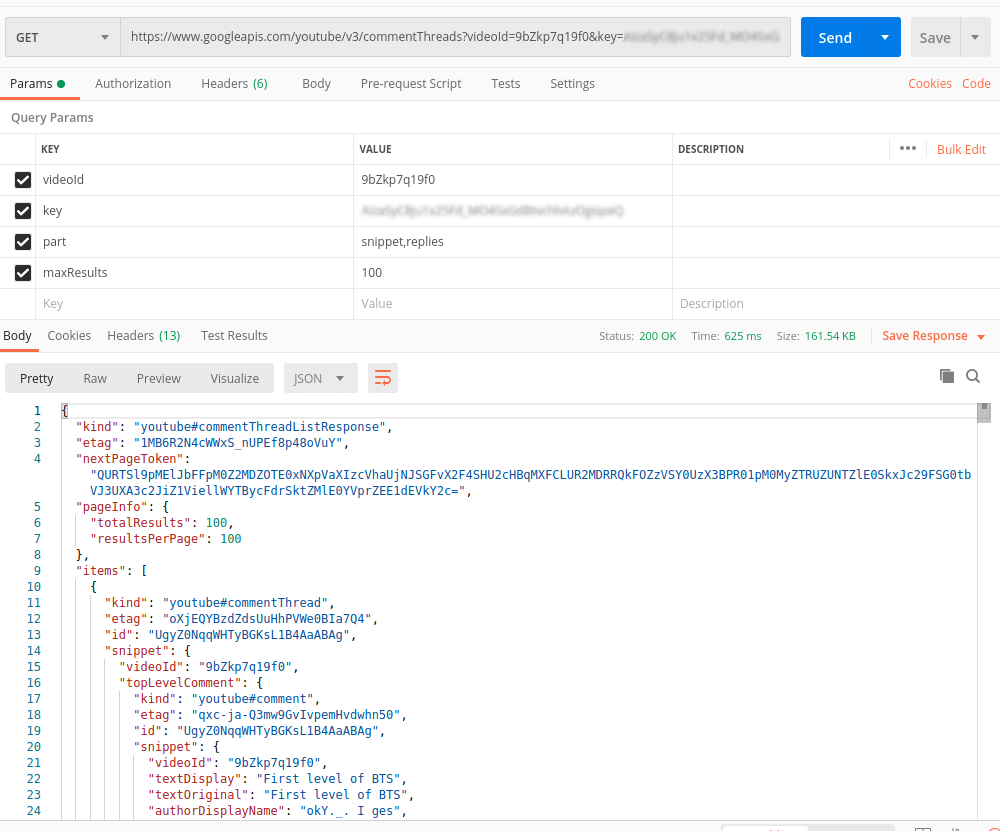 GET https://www.googleapis.com/youtube/v3/commentThreads?videoId=9bZkp7q19f0&key= Send Save
Params Authorization Headers (6) Body Pre-request Script Tests Settings Cookies Code
Query Params
KEY VALUE DESCRIPTION ••• Bulk Edit
videoId 9bZkp7q19f0
key
part snippet,replies
maxResults 100
Key Value Description
Body Cookies Headers (13) Test Results Status: 200 OK Time: 625 ms Size: 161.54 KB Save Response
Pretty Raw Preview Visualize JSON
1 {
2 "kind": "youtube#commentThreadListResponse",
3 "etag": "1MB6R2N4cWWxS_nUPEf8p48oVuY",
4 "nextPageToken":
"QURTSl9pMElJbFFpM0Z2MDZOTE0xNXpVaXIzcVhaUjNJSGFvX2F4SHU2cHBqMXFCLUR2MDRRQkFOZzVSY0UzX3BPR01pM0MyZTRUZUNTZlE0SkxJc29FSG0tb
VJ3UXA3c2JiZ1ViellWYTBycFdrSktZMlE0YVprZEE1dEVkY2c=",
5 "pageInfo": {
6 "totalResults": 100,
7 "resultsPerPage": 100
8 },
9 "items": [
10 {
11 "kind": "youtube#commentThread",
12 "etag": "oXjEQYBzdZdsUuHhPVWe0BIa7Q4",
13 "id": "UgyZ0NqqWHTyBGKsL1B4AaABAg",
14 "snippet": {
15 "videoId": "9bZkp7q19f0",
16 "topLevelComment": {
17 "kind": "youtube#comment",
18 "etag": "qxc-ja-Q3mw9GvIvpemHvdwhn50",
19 "id": "UgyZ0NqqWHTyBGKsL1B4AaABAg",
20 "snippet": {
21 "videoId": "9bZkp7q19f0",
22 "textDisplay": "First level of BTS",
23 "textOriginal": "First level of BTS",
24 "authorDisplayName": "okY._. I ges",